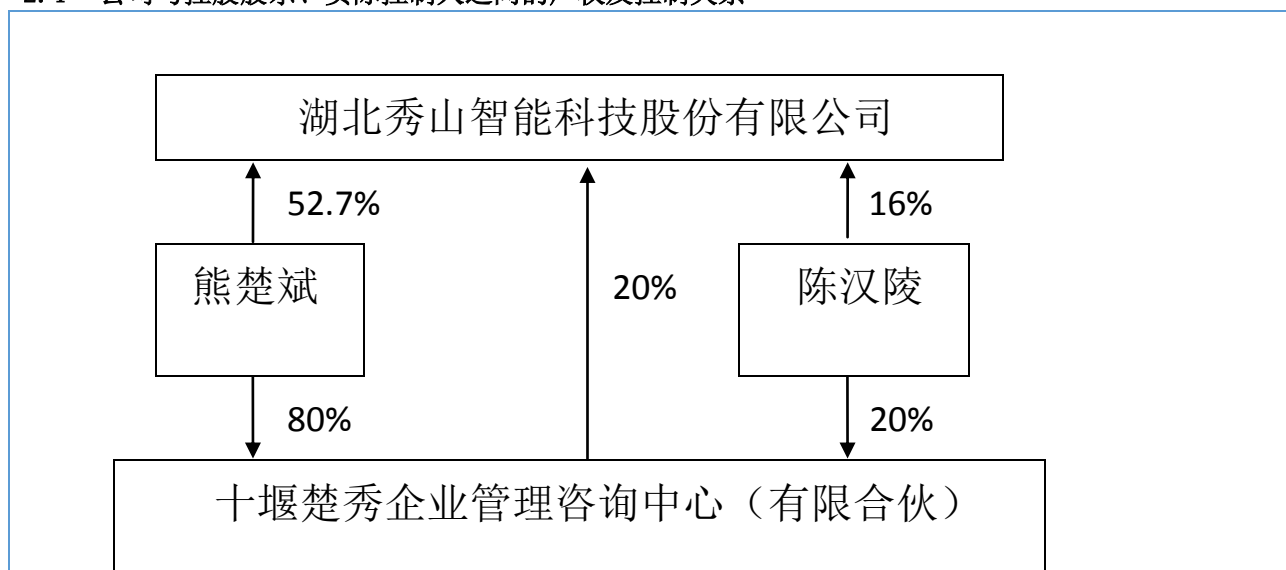 湖北秀山智能科技股份有限公司
52.7%
16%
熊楚斌
20%
陈汉陵
80%
20%
十堰楚秀企业管理咨询中心（有限合伙）